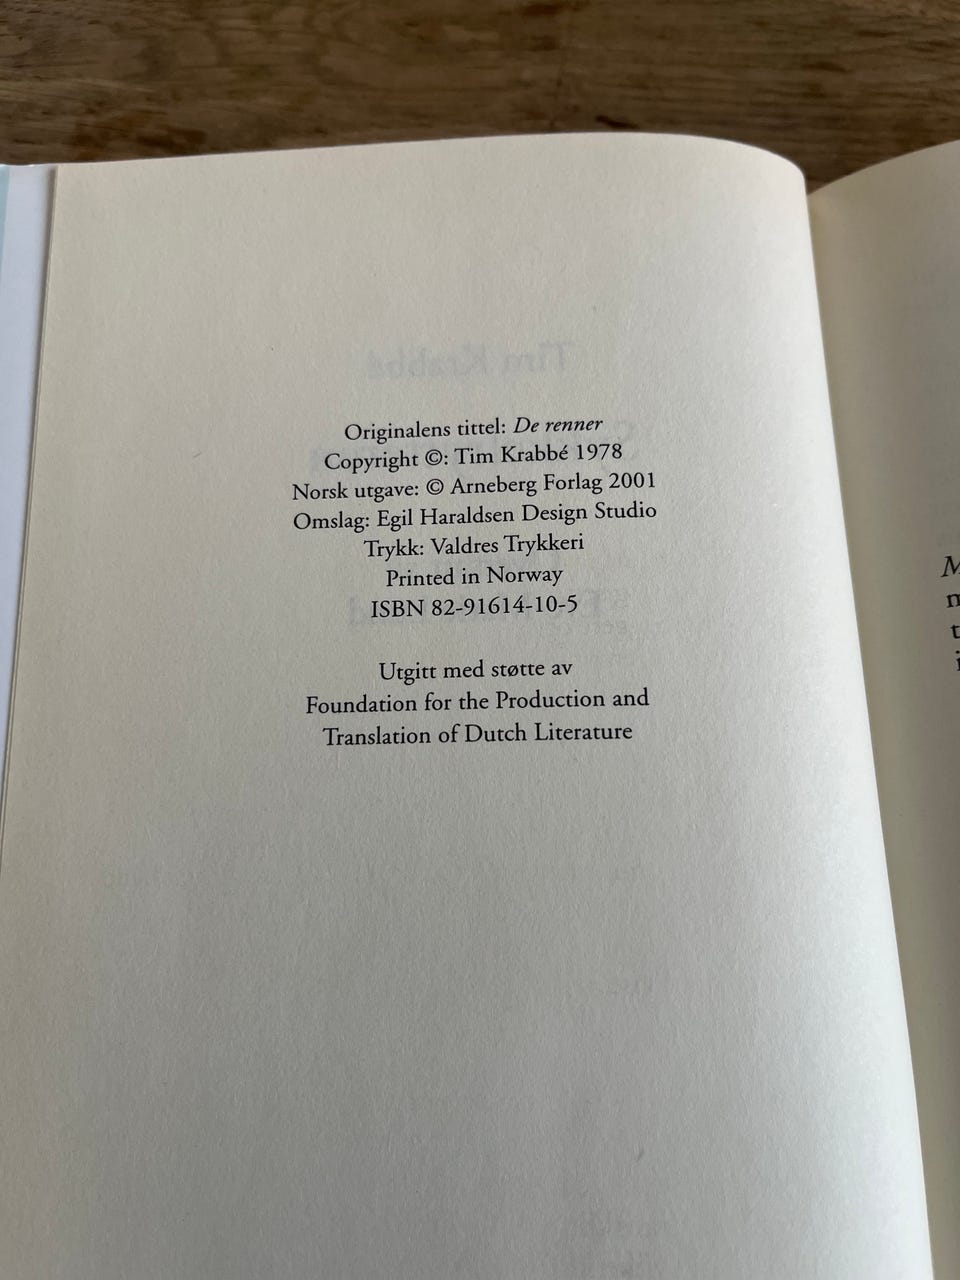 Originalens tittel: De renner
Copyright ©: Tim Krabbé 1978
Norsk utgave: © Arneberg Forlag 2001
Omslag: Egil Haraldsen Design Studio
Trykk: Valdres Trykkeri
Printed in Norway
ISBN 82-91614-10-5
Utgitt med støtte av
Foundation for the Production and
Translation of Dutch Literature